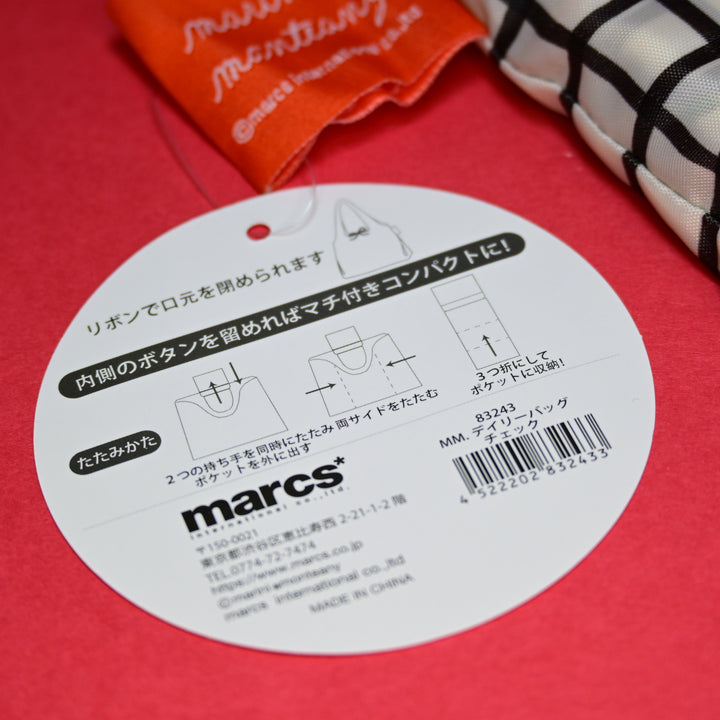 monteany
©marcs international co.,ltd
リボンで口元を閉められます
内側のボタンを留めればマチ付きコンパクトに!
たたみかた
2つの持ち手を同時にたたみ
ポケットを外に出す
両サイドをたたむ
3つ折にして
ポケットに収納!
83243
MM. デイリーバッグ
チェック
4 522202 832433
marcs*
international co.,ltd.
〒150-0021
東京都渋谷区恵比寿西 2-21-1-2 階
TEL.0774-72-7474
https://www.marcs.co.jp
©marini*monteany
marcs international co.,ltd
MADE IN CHINA